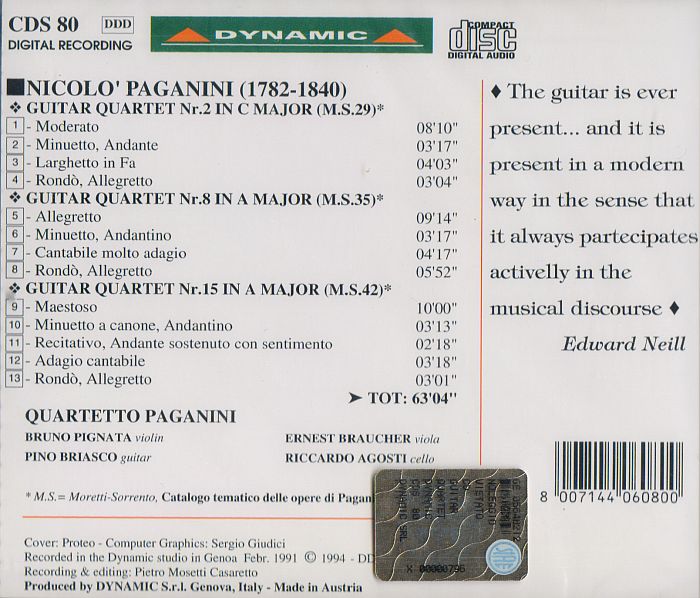 CDS 80 DDD
DIGITAL RECORDING
DYNAMIC
COMPACT
disc
DIGITAL AUDIO
NICOLO' PAGANINI (1782-1840)
❖ GUITAR QUARTET Nr.2 IN C MAJOR (M.S.29)*
1 - Moderato 08'10"
2 - Minuetto, Andante 03'17"
3 - Larghetto in Fa 04'03"
4 - Rondò, Allegretto 03'04"
❖ GUITAR QUARTET Nr.8 IN A MAJOR (M.S.35)*
5 - Allegretto 09'14"
6 - Minuetto, Andantino 03'17"
7 - Cantabile molto adagio 04'17"
8 - Rondò, Allegretto 05'52"
❖ GUITAR QUARTET Nr.15 IN A MAJOR (M.S.42)*
9 - Maestoso 10'00"
10 - Minuetto a canone, Andantino 03'13"
11 - Recitativo, Andante sostenuto con sentimento 02'18"
12 - Adagio cantabile 03'18"
13 - Rondò, Allegretto 03'01"
➤ TOT: 63'04"
QUARTETTO PAGANINI
BRUNO PIGNATA violin ERNEST BRAUCHER viola
PINO BRIASCO guitar RICCARDO AGOSTI cello
* M.S.= Moretti-Sorrento, Catalogo tematico delle opere di Pagan
Cover: Proteo - Computer Graphics: Sergio Giudici
Recorded in the Dynamic studio in Genoa Febr. 1991 © 1994 - DD
Recording & editing: Pietro Mosetti Casaretto
Produced by DYNAMIC S.r.l. Genova, Italy - Made in Austria
♦ The guitar is ever
present... and it is
present in a modern
way in the sense that
it always partecipates
activelly in the
musical discourse ♦
Edward Neill
8 007144 060800
VIETATO
GUITAR
QUARTET
CDS 80
DYNAMIC SRL
X 00000796
SIAE